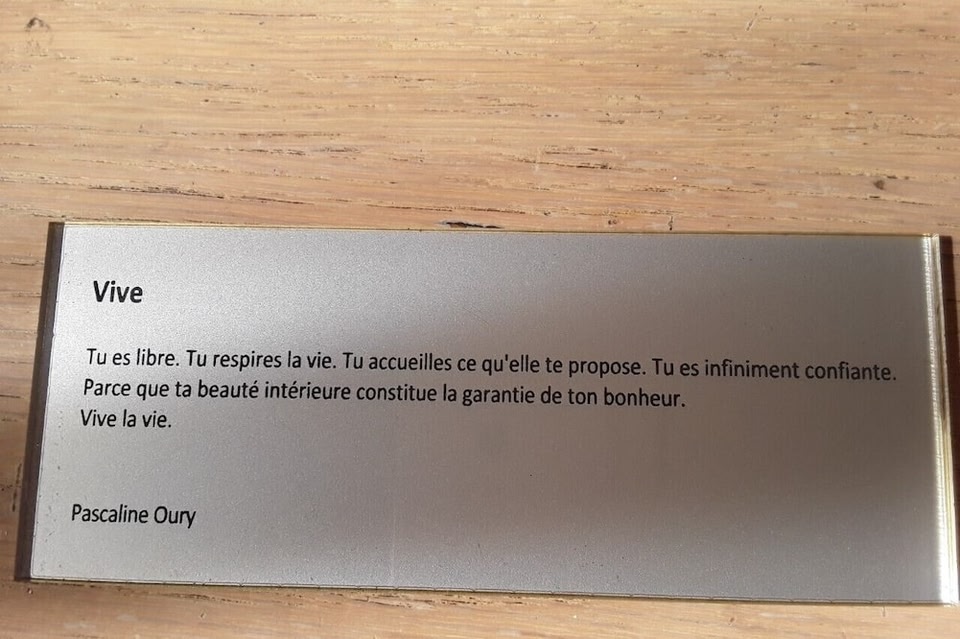 Vive
Tu es libre. Tu respires la vie. Tu accueilles ce qu'elle te propose. Tu es infiniment confiante.
Parce que ta beauté intérieure constitue la garantie de ton bonheur.
Vive la vie.
Pascaline Oury